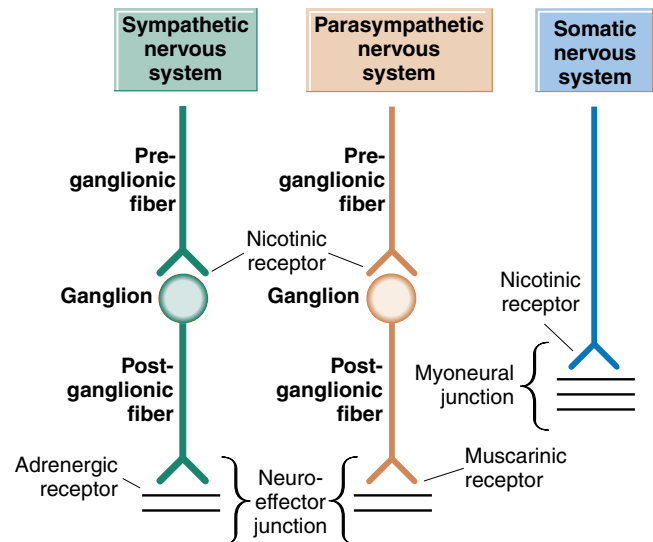 Sympathetic
nervous
system
Parasympathetic
nervous
system
Somatic
nervous
system
Pre-
ganglionic
fiber
Pre-
ganglionic
fiber
Nicotinic
receptor
Ganglion
Ganglion
Nicotinic
receptor
Post-
ganglionic
fiber
Post-
ganglionic
fiber
Myoneural
junction
Adrenergic
receptor
Neuro-
effector
junction
Muscarinic
receptor